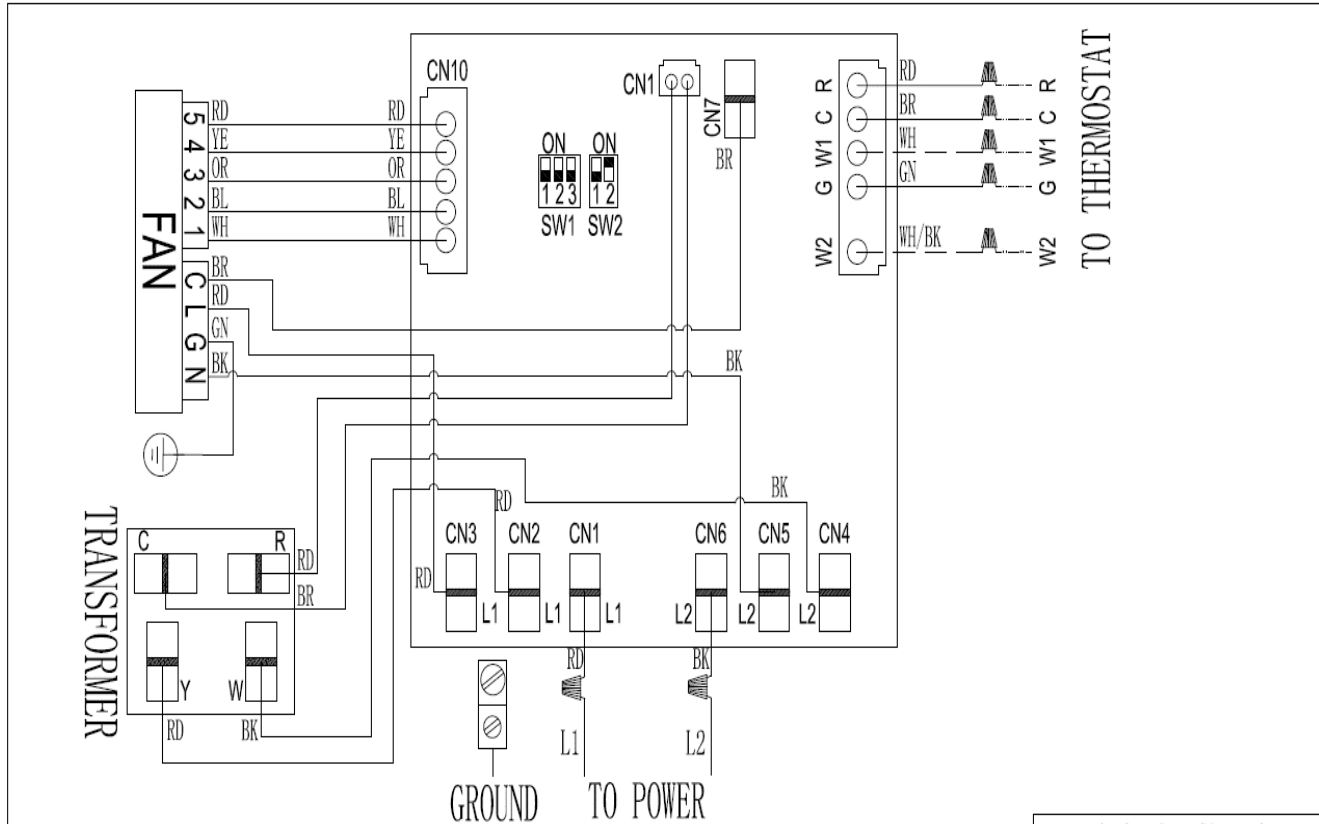 CN10
CN1
CN7
BR
ON
1 2 3
SW1
ON
1 2
SW2
FAN
5
4
3
2
1
C
L
G
N
RD
YE
OR
BL
WH
BR
RD
GN
BK
RD
YE
OR
BL
WH
R
C
W1
G
W2
RD
BR
WH
GN
WH/BK
R
C
W1
G
W2
TO THERMOSTAT
BK
BK
RD
RD
TRANSFORMER
C
R
RD
BR
Y
W
RD
BK
CN3
CN2
CN1
CN6
CN5
CN4
L1
L1
L1
L2
L2
L2
RD
BK
L1
L2
GROUND
TO POWER